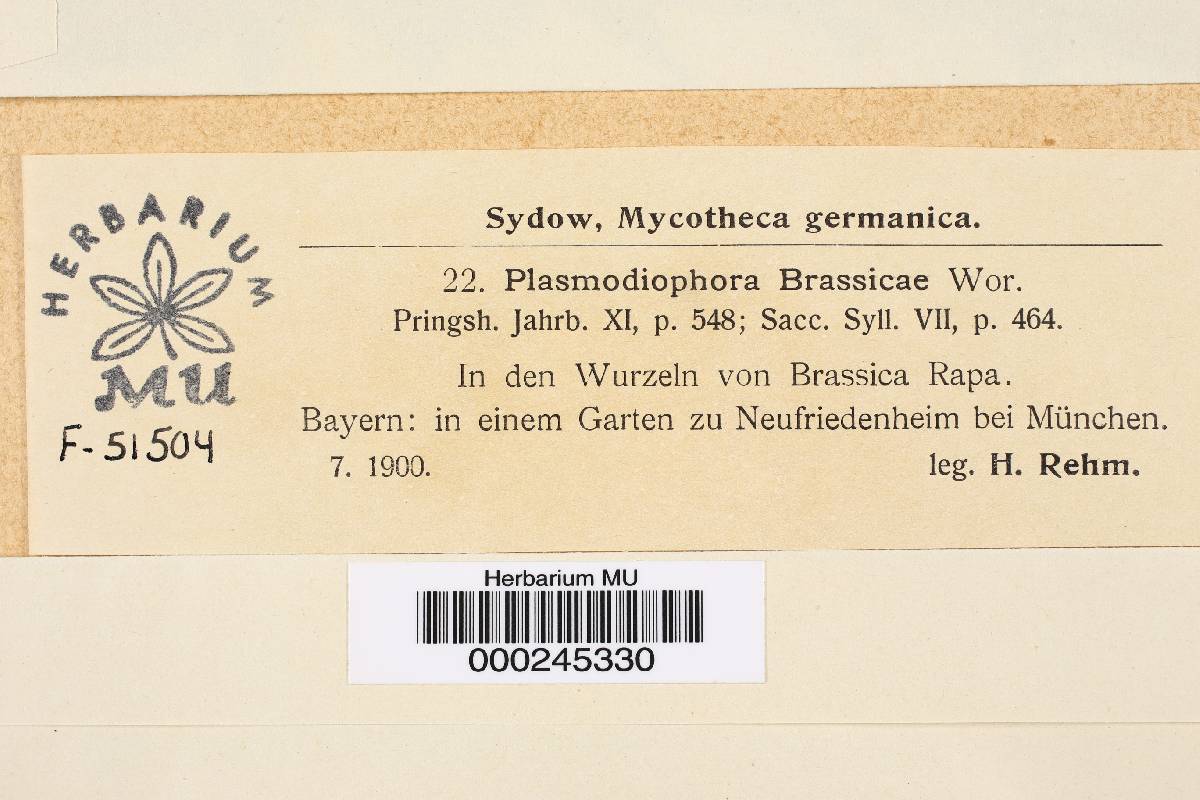 HERBARIUM
MU
F-51504
Sydow, Mycotheca germanica.
22. Plasmodiophora Brassicae Wor.
Pringsh. Jahrb. XI, p. 548; Sacc. Syll. VII, p. 464.
In den Wurzeln von Brassica Rapa.
Bayern: in einem Garten zu Neufriedenheim bei München.
7. 1900. leg. H. Rehm.
Herbarium MU
000245330